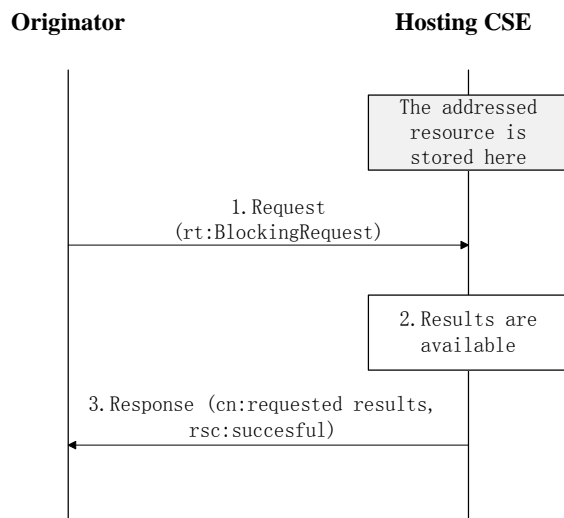 Originator
Hosting CSE
The addressed
resource is
stored here
1.Request
(rt:BlockingRequest)
2.Results are
available
3.Response (cn:requested results,
rsc:succesful)